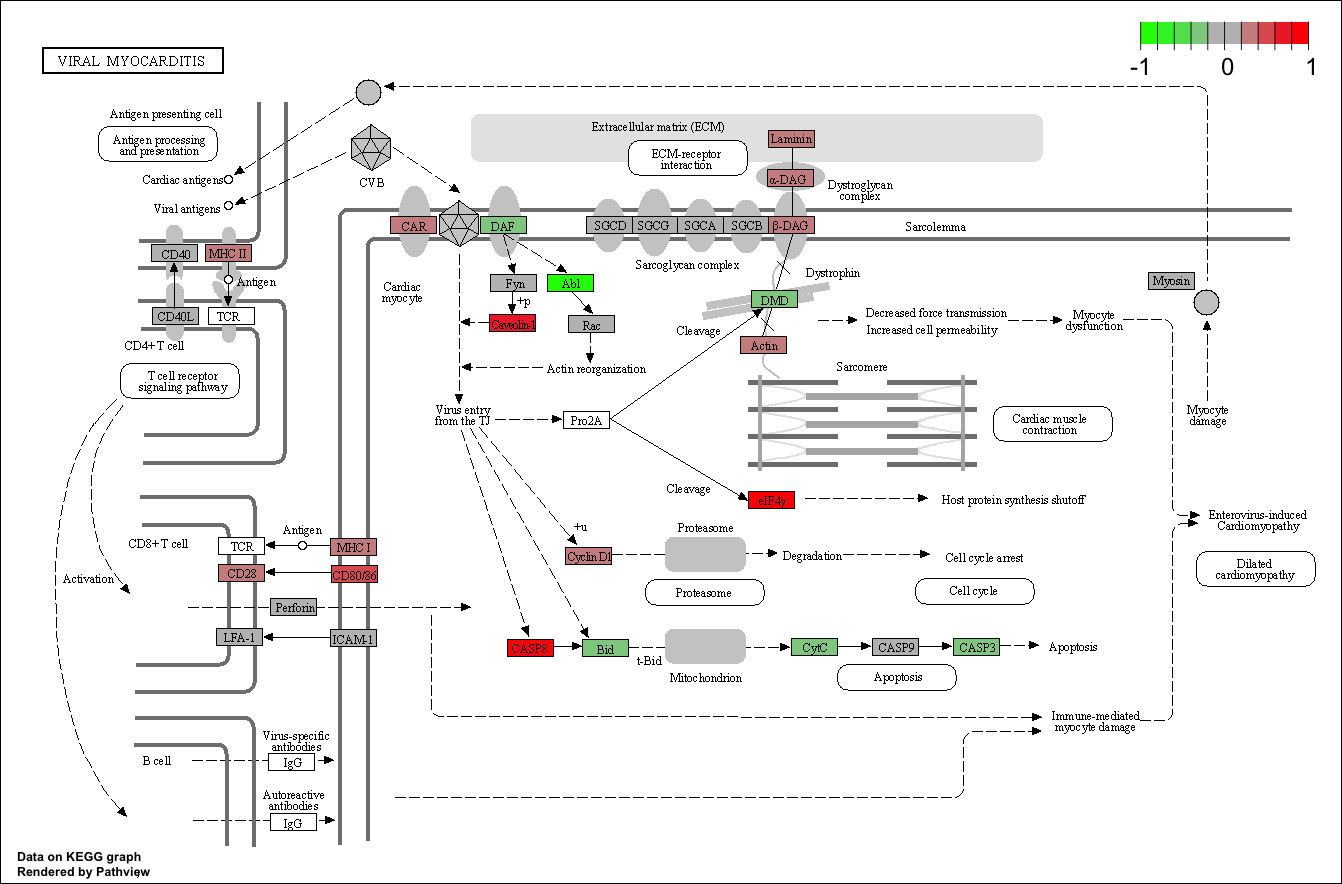 VIRAL MYOCARDITIS
-1
0
1
Antigen presenting cell
Antigen processing
and presentation
Cardiac antigens
Viral antigens
CVB
Extracellular matrix (ECM)
ECM-receptor
interaction
Laminin
α-DAG
Dystroglycan
complex
CAR
DAF
SGCD
SGCG
SGCA
SGCB
β-DAG
Sarcolemma
CD40
MHC II
Antigen
CD40L
TCR
CD4+T cell
T cell receptor
signaling pathway
Cardiac
myocyte
Fyn
Abl
+p
Caveolin-1
Rac
Actin reorganization
Sarcoglycan complex
Dystrophin
DMD
Cleavage
Actin
Decreased force transmission
Increased cell permeability
Myocyte
dysfunction
Myosin
Sarcomere
Virus entry
from the TJ
Pro2A
Cardiac muscle
contraction
Myocyte
damage
Cleavage
eIF4γ
Host protein synthesis shutoff
Enterovirus-induced
Cardiomyopathy
Dilated
cardiomyopathy
CD8+T cell
TCR
Antigen
MHC I
CD28
CD80/86
Activation
Perforin
LFA-1
ICAM-1
+u
Cyclin D1
Proteasome
Degradation
Cell cycle arrest
Proteasome
Cell cycle
CASP8
Bid
t-Bid
Mitochondrion
CytC
CASP9
CASP3
Apoptosis
Apoptosis
Immune-mediated
myocyte damage
Virus-specific
antibodies
B cell
IgG
Autoreactive
antibodies
IgG
Data on KEGG graph
Rendered by Pathview